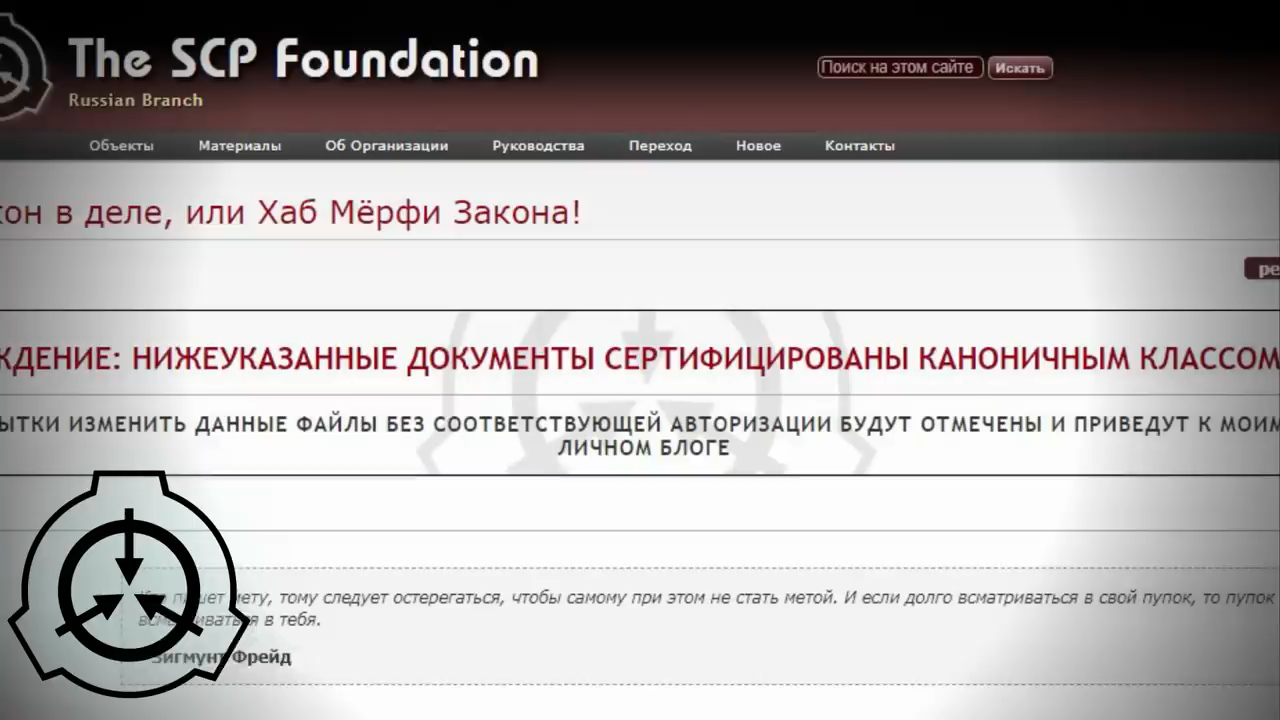 The SCP Foundation
Russian Branch
Поиск на этом сайте
Искать
Объекты Материалы Об Организации Руководства Переход Новое Контакты
кон в деле, или Хаб Мёрфи Закона!
ре
ЖДЕНИЕ: НИЖЕУКАЗАННЫЕ ДОКУМЕНТЫ СЕРТИФИЦИРОВАНЫ КАНОНИЧНЫМ КЛАССОМ
ЫТКИ ИЗМЕНИТЬ ДАННЫЕ ФАЙЛЫ БЕЗ СООТВЕТСТВУЮЩЕЙ АВТОРИЗАЦИИ БУДУТ ОТМЕЧЕНЫ И ПРИВЕДУТ К МОИМ
ЛИЧНОМ БЛОГЕ
мету, тому следует остерегаться, чтобы самому при этом не стать метой. И если долго всматриваться в свой пупок, то пупок
в тебя.
Зигмунт Фрейд